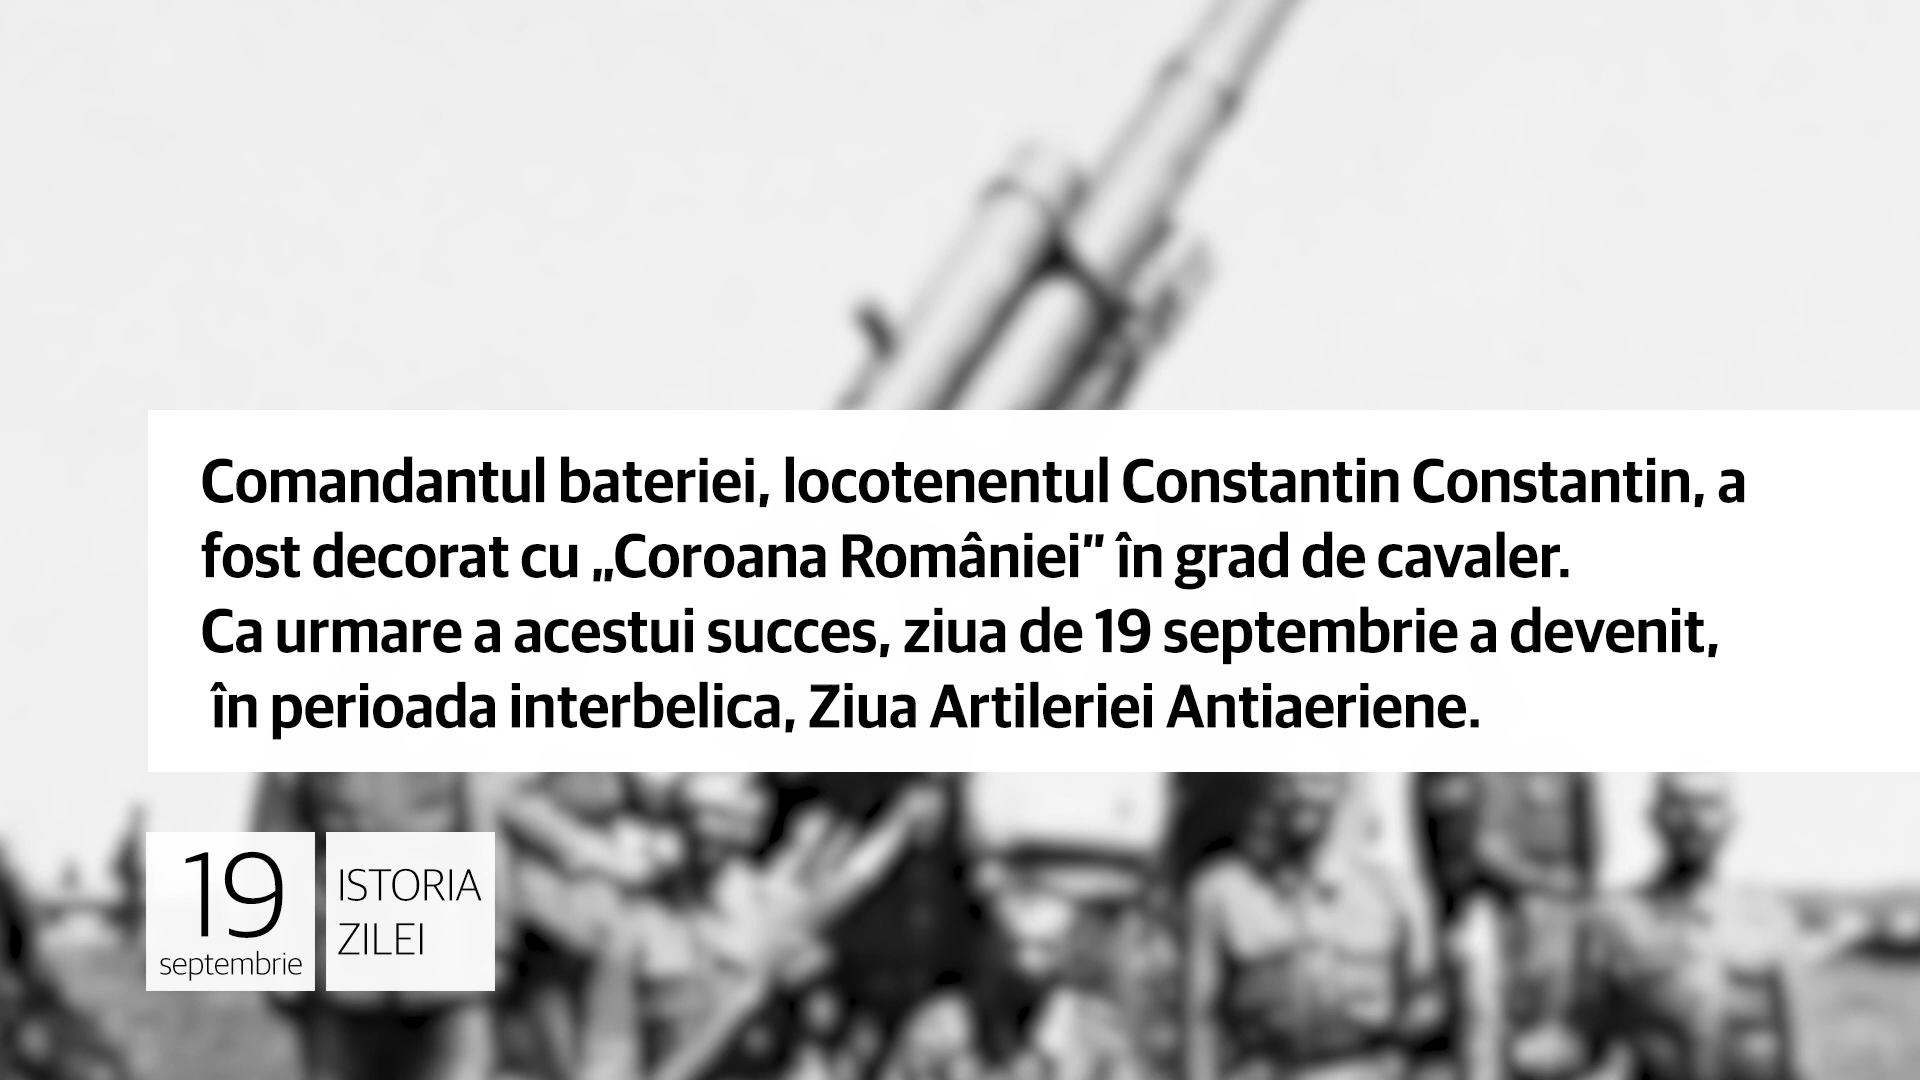 Comandantul bateriei, locotenentul Constantin Constantin, a
fost decorat cu „Coroana României” în grad de cavaler.
Ca urmare a acestui succes, ziua de 19 septembrie a devenit,
în perioada interbelica, Ziua Artileriei Antiaeriene.
19
septembrie
ISTORIA
ZILEI